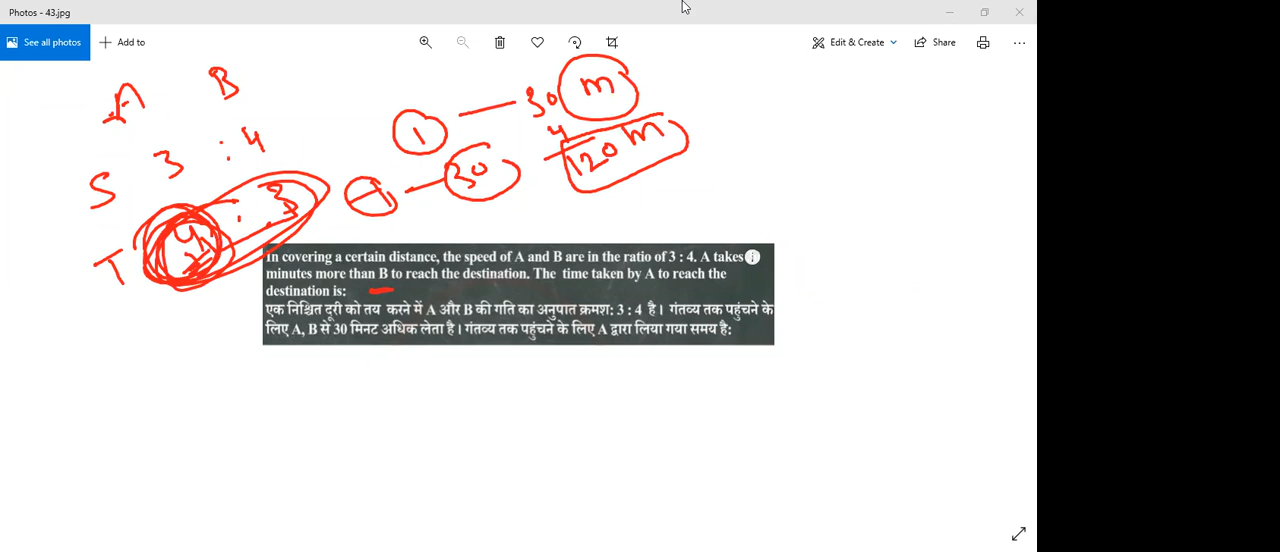 Photos - 43.jpg
See all photos
Add to
Edit & Create
Share
A B
S 3 : 4
T 4 : 3
1 — 30 m
4
1 — 30
120 m
In covering a certain distance, the speed of A and B are in the ratio of 3 : 4. A takes
minutes more than B to reach the destination. The time taken by A to reach the
destination is:
एक निश्चित दूरी को तय करने में A और B की गति का अनुपात क्रमश: 3 : 4 है। गंतव्य तक पहुंचने के
लिए A, B से 30 मिनट अधिक लेता है। गंतव्य तक पहुंचने के लिए A द्वारा लिया गया समय है: